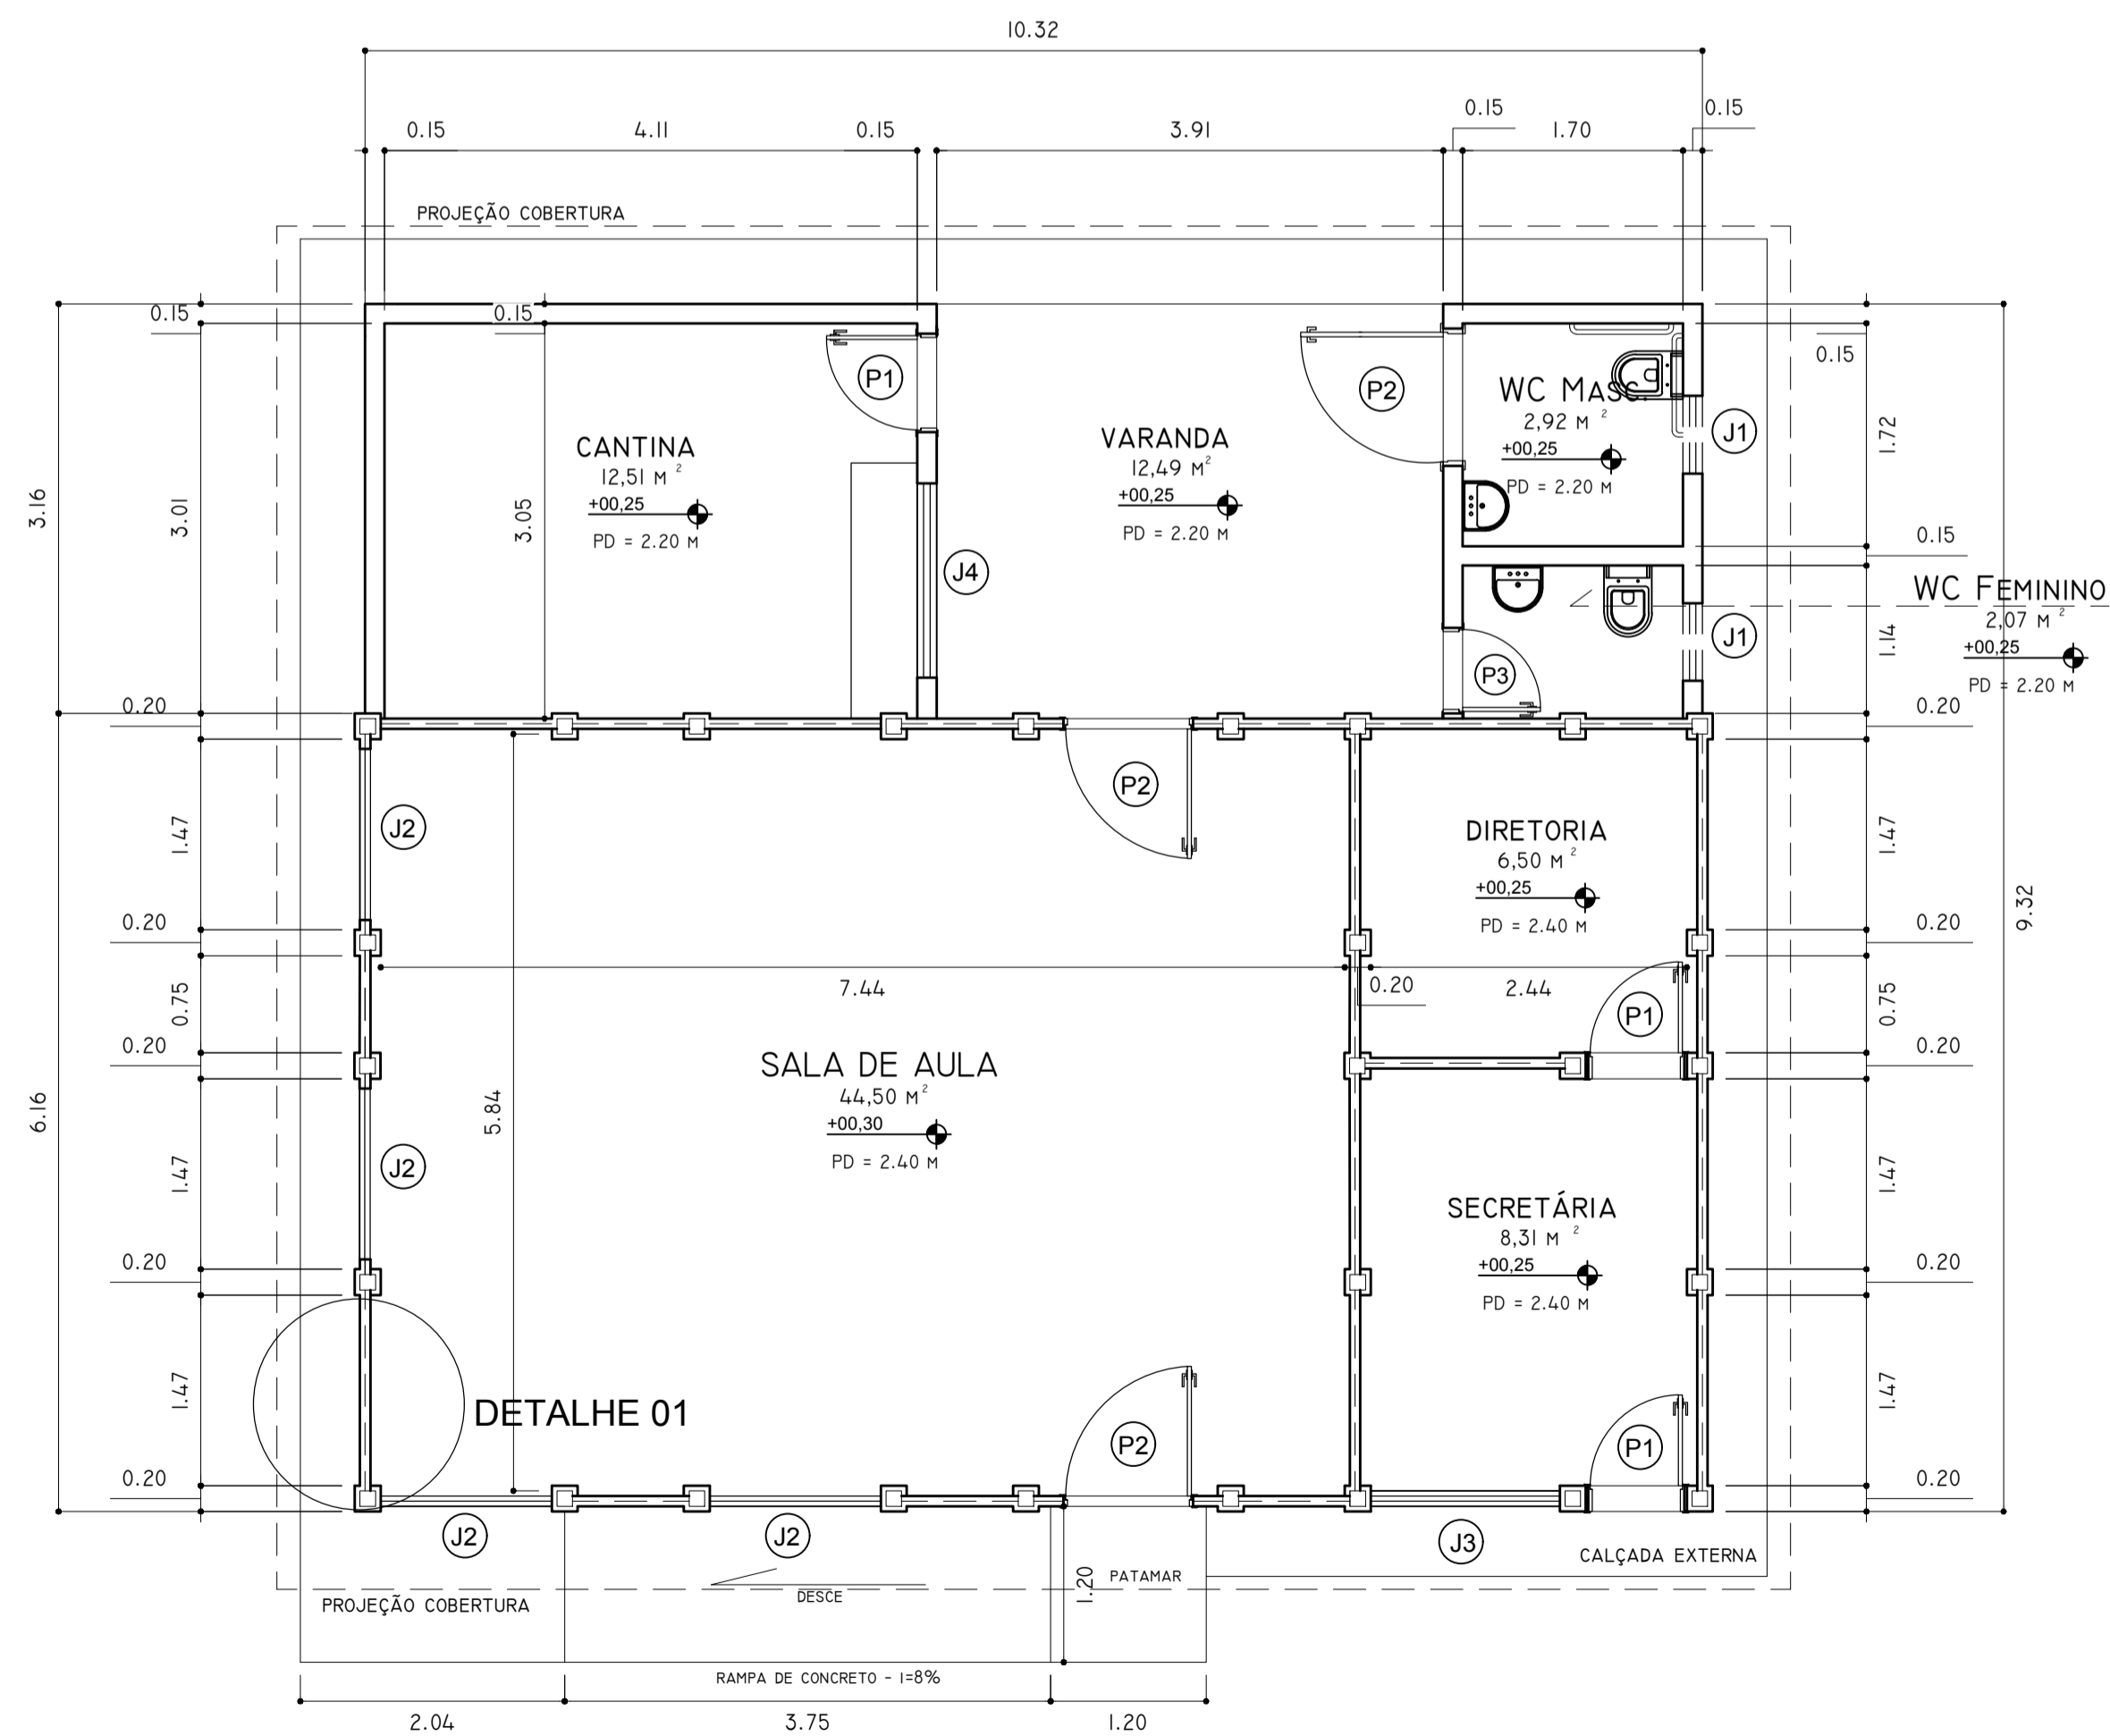 10.32
0.15
0.15
0.15
4.11
0.15
3.91
1.70
PROJEÇÃO COBERTURA
0.15
0.15
0.15
P1
P2
WC MASC.
2,92 M²
+00,25
PD = 2.20 M
J1
1.72
CANTINA
12,51 M²
+00,25
PD = 2.20 M
VARANDA
12,49 M²
+00,25
PD = 2.20 M
3.16
3.01
3.05
J4
0.15
WC FEMININO
2,07 M²
+00,25
PD = 2.20 M
J1
1.14
P3
0.20
0.20
P2
J2
1.47
DIRETORIA
6,50 M²
+00,25
PD = 2.40 M
1.47
9.32
0.20
0.20
7.44
0.20
2.44
0.75
0.75
P1
0.20
0.20
SALA DE AULA
44,50 M²
+00,30
PD = 2.40 M
6.16
5.84
J2
1.47
1.47
SECRETÁRIA
8,31 M²
+00,25
PD = 2.40 M
0.20
0.20
1.47
DETALHE 01
P2
P1
1.47
0.20
0.20
J2
J2
J3
CALÇADA EXTERNA
1.20
PATAMAR
DESCE
PROJEÇÃO COBERTURA
RAMPA DE CONCRETO - I=8%
2.04
3.75
1.20